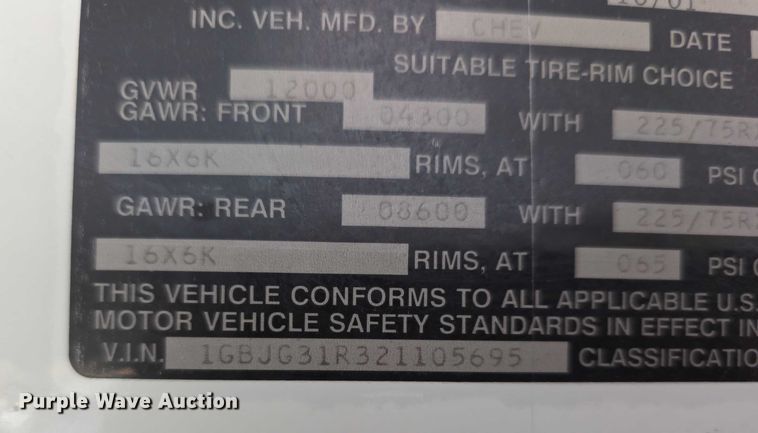 10/01
INC. VEH. MFD. BY CHEV DATE
SUITABLE TIRE-RIM CHOICE
GVWR 12000
GAWR: FRONT 04300 WITH 225/75R
16X6K RIMS, AT 060 PSI
GAWR: REAR 08600 WITH 225/75R
16X6K RIMS, AT 065 PSI
THIS VEHICLE CONFORMS TO ALL APPLICABLE U.S.
MOTOR VEHICLE SAFETY STANDARDS IN EFFECT IN
V.I.N. 1GBJG31R321105695 CLASSIFICATIO
Purple Wave Auction